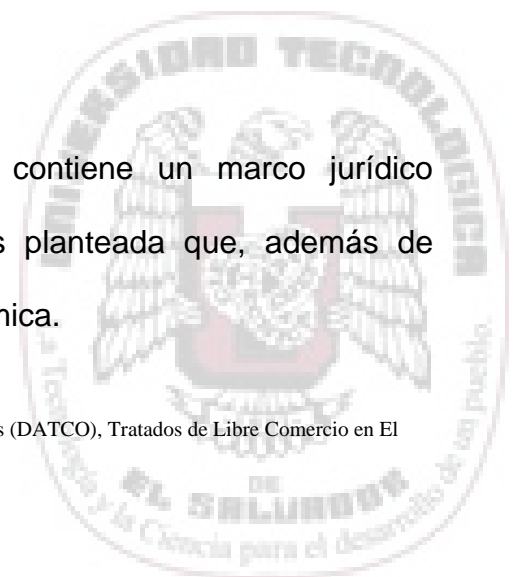 UNIVERSIDAD TECNOLOGICA
contiene un marco jurídico
s planteada que, además de
mica.
s (DATCO), Tratados de Libre Comercio en El
DE
EL SALVADOR
La Tecnología y la Ciencia para el desarrollo de un pueblo.